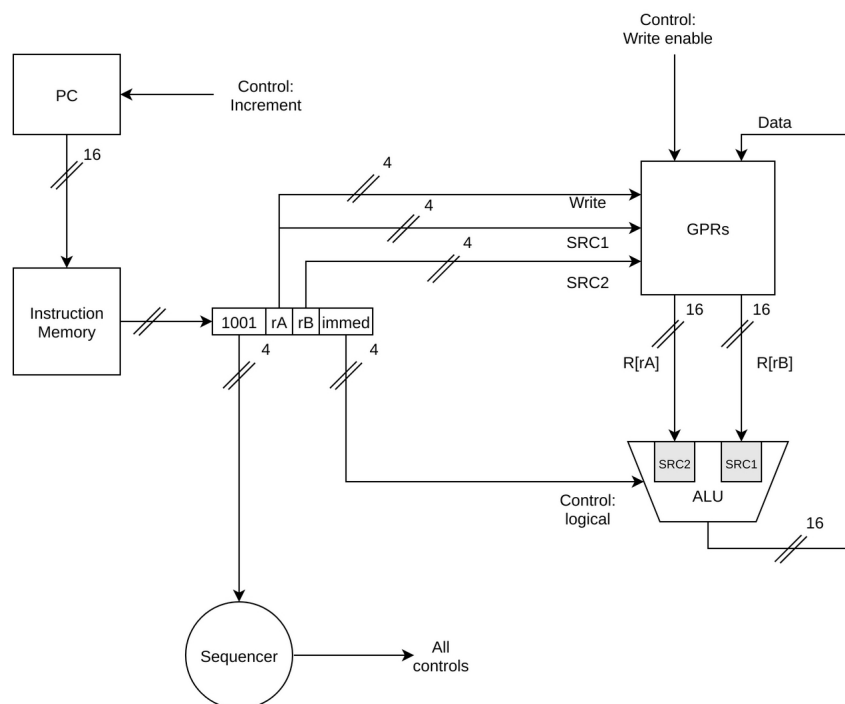 Control:
Write enable
PC
Control:
Increment
Data
16
4
Write
4
SRC1
GPRs
4
SRC2
Instruction
Memory
1001 rA rB immed
4
4
16
16
R[rA]
R[rB]
SRC2
SRC1
ALU
Control:
logical
16
Sequencer
All
controls